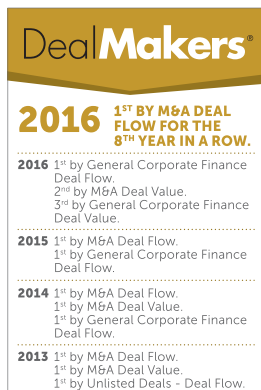 DealMakers®
2016 1ST BY M&A DEAL
FLOW FOR THE
8TH YEAR IN A ROW.
2016 1st by General Corporate Finance
Deal Flow.
2nd by M&A Deal Value.
3rd by General Corporate Finance
Deal Value.
2015 1st by M&A Deal Flow.
1st by General Corporate Finance
Deal Flow.
2014 1st by M&A Deal Flow.
1st by M&A Deal Value.
1st by General Corporate Finance
Deal Flow.
2013 1st by M&A Deal Flow.
1st by M&A Deal Value.
1st by Unlisted Deals - Deal Flow.